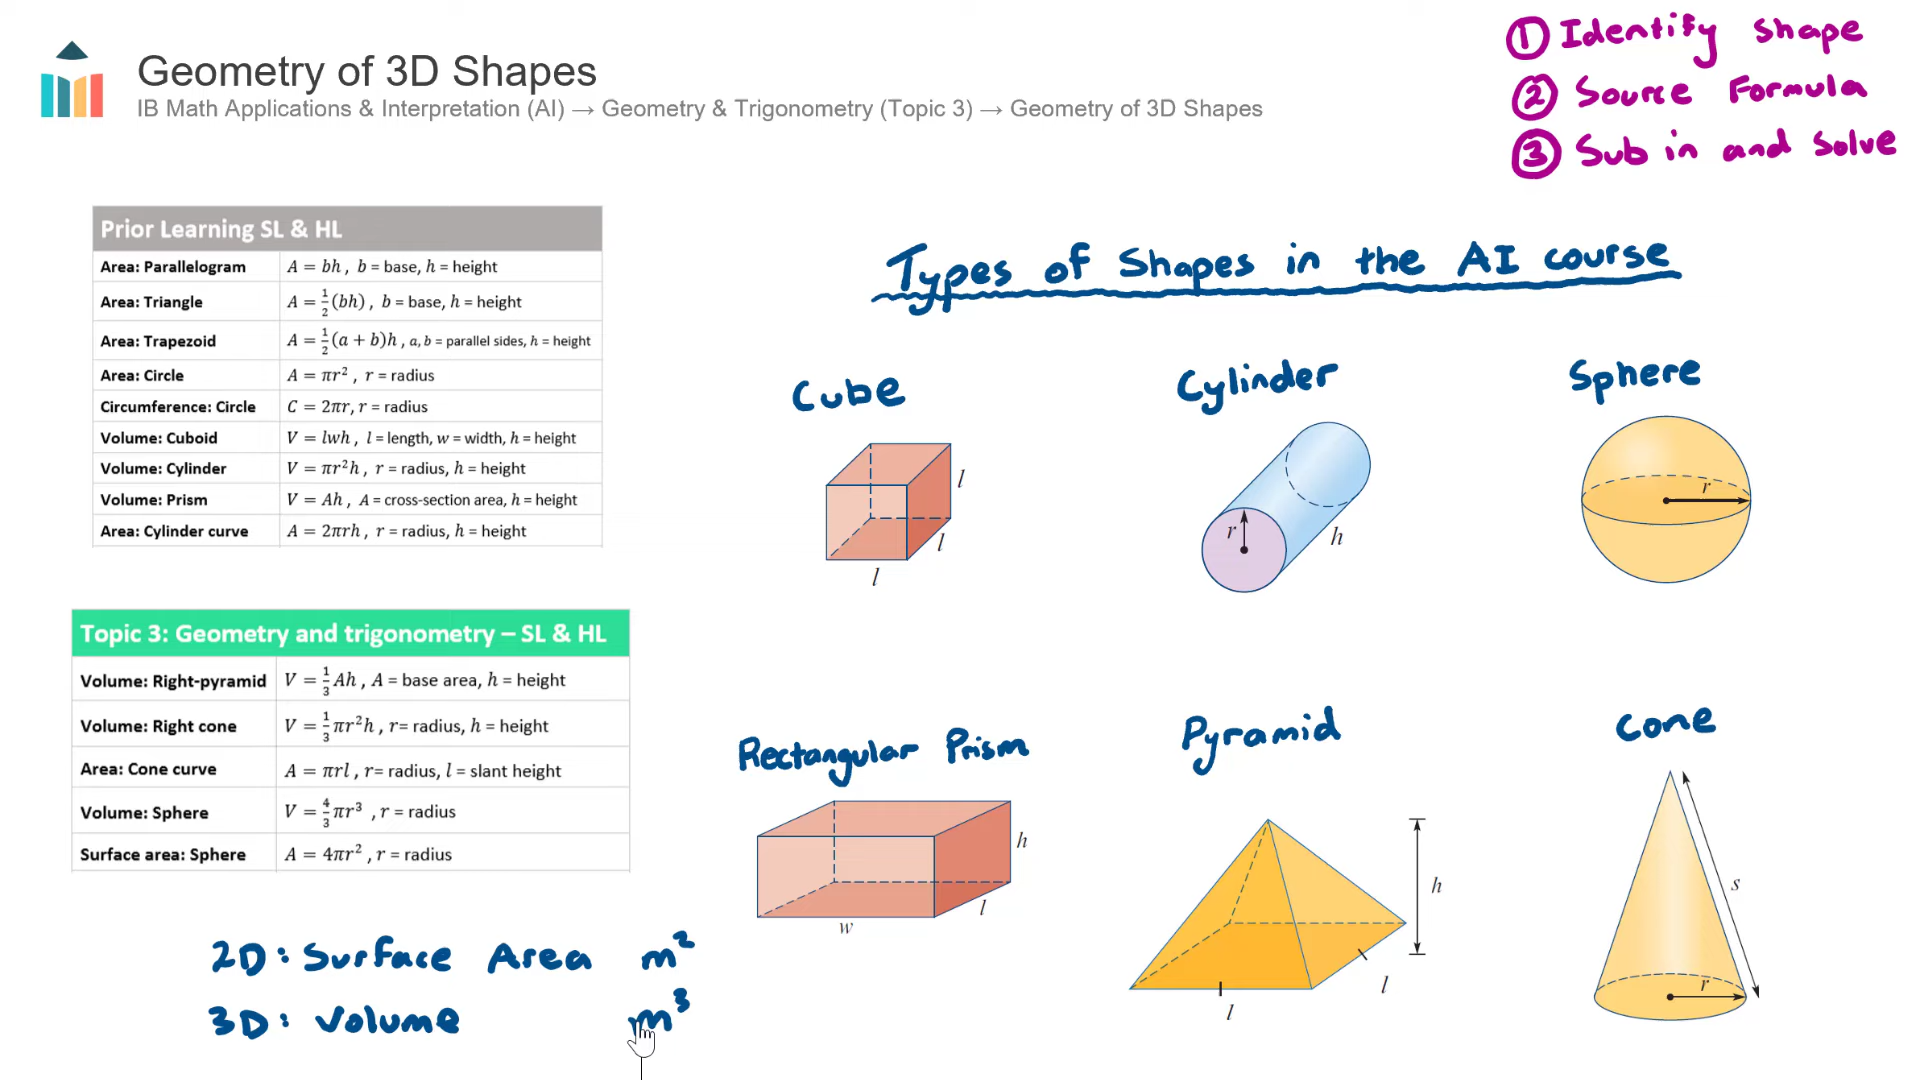 Geometry of 3D Shapes
IB Math Applications & Interpretation (AI) → Geometry & Trigonometry (Topic 3) → Geometry of 3D Shapes
① Identify shape
② Source Formula
③ Sub in and Solve
Prior Learning SL & HL
Area: Parallelogram A = bh , b = base, h = height
Area: Triangle A = 1/2 (bh) , b = base, h = height
Area: Trapezoid A = 1/2 (a + b)h , a, b = parallel sides, h = height
Area: Circle A = πr² , r = radius
Circumference: Circle C = 2πr, r = radius
Volume: Cuboid V = lwh , l = length, w = width, h = height
Volume: Cylinder V = πr²h , r = radius, h = height
Volume: Prism V = Ah , A = cross-section area, h = height
Area: Cylinder curve A = 2πrh , r = radius, h = height
Topic 3: Geometry and trigonometry – SL & HL
Volume: Right-pyramid V = 1/3 Ah , A = base area, h = height
Volume: Right cone V = 1/3 πr²h , r= radius, h = height
Area: Cone curve A = πrl , r= radius, l = slant height
Volume: Sphere V = 4/3 πr³ , r = radius
Surface area: Sphere A = 4πr² , r = radius
2D: Surface Area m²
3D: Volume m³
Types of Shapes in the AI course
Cube
l
l
l
Cylinder
r
h
Sphere
r
Rectangular Prism
h
l
w
Pyramid
h
l
l
Cone
s
r